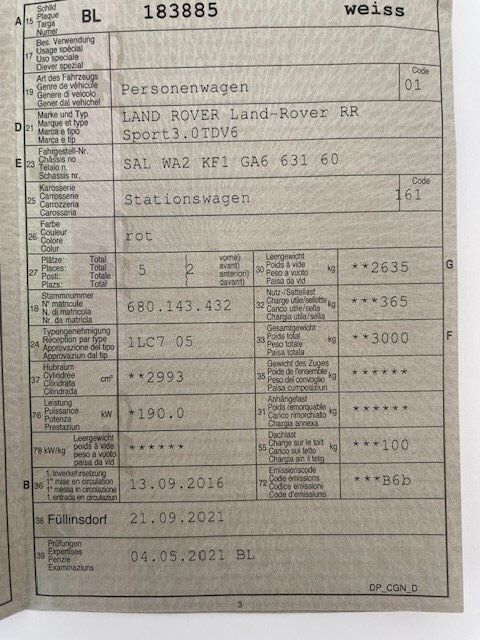 A 15 Schild Plaque Targa Numer BL 183885 weiss
17 Bes. Verwendung Usage spécial Uso speciale Diever spezial
19 Art des Fahrzeugs Genre de véhicule Genere di veicolo Gener dal vehichel Personenwagen Code 01
D 21 Marke und Typ Marque et type Marca e tipo Marca e tip LAND ROVER Land-Rover RR Sport3.0TDV6
E 23 Fahrgestell-Nr. Châssis no Telaio n. Schassis nr. SAL WA2 KF1 GA6 631 60
25 Karosserie Carrosserie Carrozzeria Carossaria Stationswagen Code 161
26 Farbe Couleur Colore Colur rot
27 Plätze: Total Places: Total Posti: Totale Plazs: Total 5 (2 vorne) avant) anteriori) davant)
30 Leergewicht Poids à vide Peso a vuoto Paisa da vid kg **2635 G
18 Stammnummer N° matricule N. di matricola Nr. da matricla 680.143.432
32 Nutz-/Sattellast Charge utile/sellette Carico utile/sella Chargia utila/sella kg ***365
24 Typengenehmigung Réception par type Approvazione del tipo Approvaziun dal tip 1LC7 05
33 Gesamtgewicht Poids total Peso totale Paisa totala kg **3000 F
37 Hubraum Cylindrée Cilindrata Cilindrada cm³ **2993
35 Gewicht des Zuges Poids de l'ensemble Peso del convoglio Paisa cumposiziun kg ******
76 Leistung Puissance Potenza Prestaziun kW *190.0
31 Anhängelast Poids remorquable Carico rimorchiato Chargia annexa kg ******
78 kW/kg Leergewicht poids à vide peso a vuoto paisa da vid ******
55 Dachlast Charge sur le toit Carico sul tetto Chargia sin il tetg kg ***100
B 36 1. Inverkehrsetzung 1re mise en circulation 1a messa in circolazione 1. entrada en circulaziun 13.09.2016
72 Emissionscode Code émissions Codice emissioni Code d'emissiuns ***B6b
38 Füllinsdorf 21.09.2021
39 Prüfungen Expertises Perizie Examinaziuns 04.05.2021 BL
DP_CGN_D
3